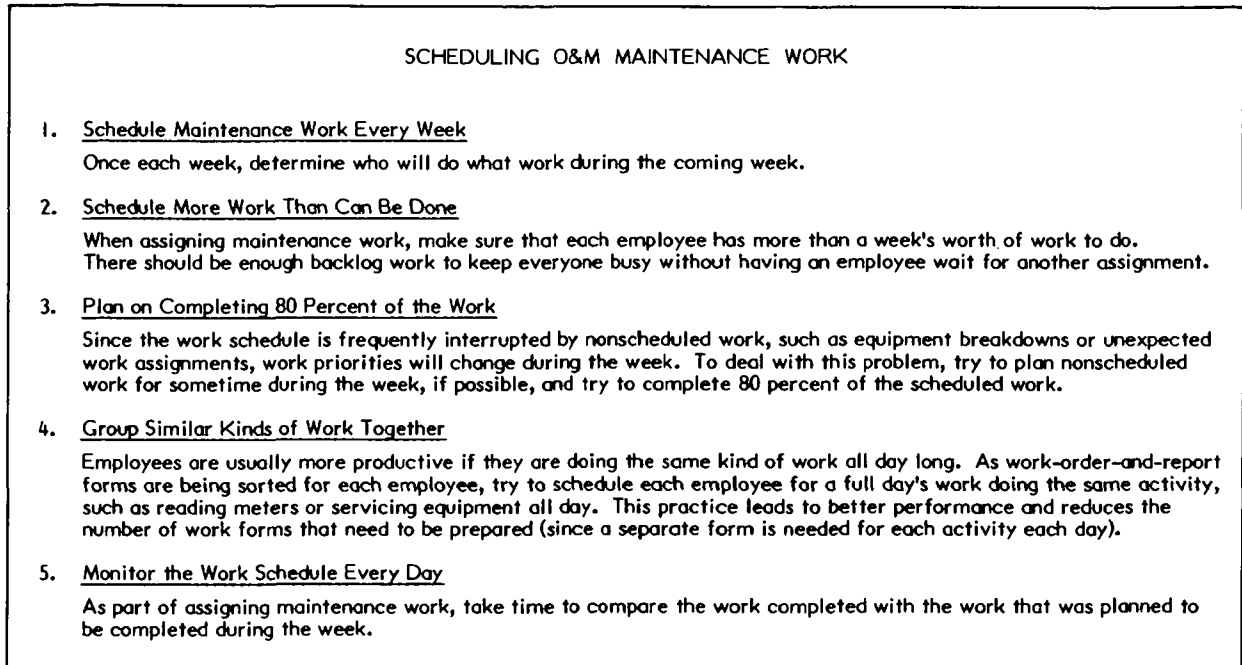 SCHEDULING O&M MAINTENANCE WORK
1. Schedule Maintenance Work Every Week
Once each week, determine who will do what work during the coming week.
2. Schedule More Work Than Can Be Done
When assigning maintenance work, make sure that each employee has more than a week's worth of work to do.
There should be enough backlog work to keep everyone busy without having an employee wait for another assignment.
3. Plan on Completing 80 Percent of the Work
Since the work schedule is frequently interrupted by nonscheduled work, such as equipment breakdowns or unexpected
work assignments, work priorities will change during the week. To deal with this problem, try to plan nonscheduled
work for sometime during the week, if possible, and try to complete 80 percent of the scheduled work.
4. Group Similar Kinds of Work Together
Employees are usually more productive if they are doing the same kind of work all day long. As work-order-and-report
forms are being sorted for each employee, try to schedule each employee for a full day's work doing the same activity,
such as reading meters or servicing equipment all day. This practice leads to better performance and reduces the
number of work forms that need to be prepared (since a separate form is needed for each activity each day).
5. Monitor the Work Schedule Every Day
As part of assigning maintenance work, take time to compare the work completed with the work that was planned to
be completed during the week.